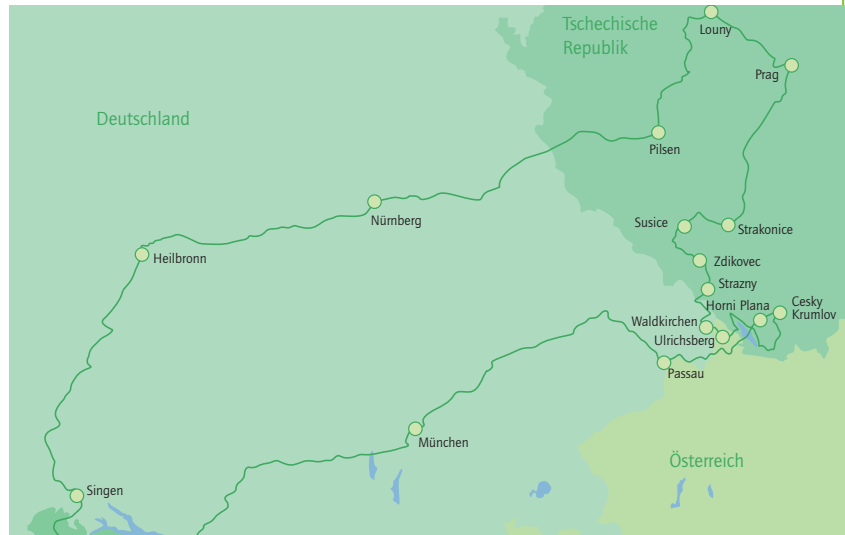 Tschechische
Republik
Louny
Prag
Deutschland
Pilsen
Nürnberg
Susice
Strakonice
Heilbronn
Zdikovec
Strazny
Horni Plana
Cesky
Krumlov
Waldkirchen
Ulrichsberg
Passau
München
Österreich
Singen